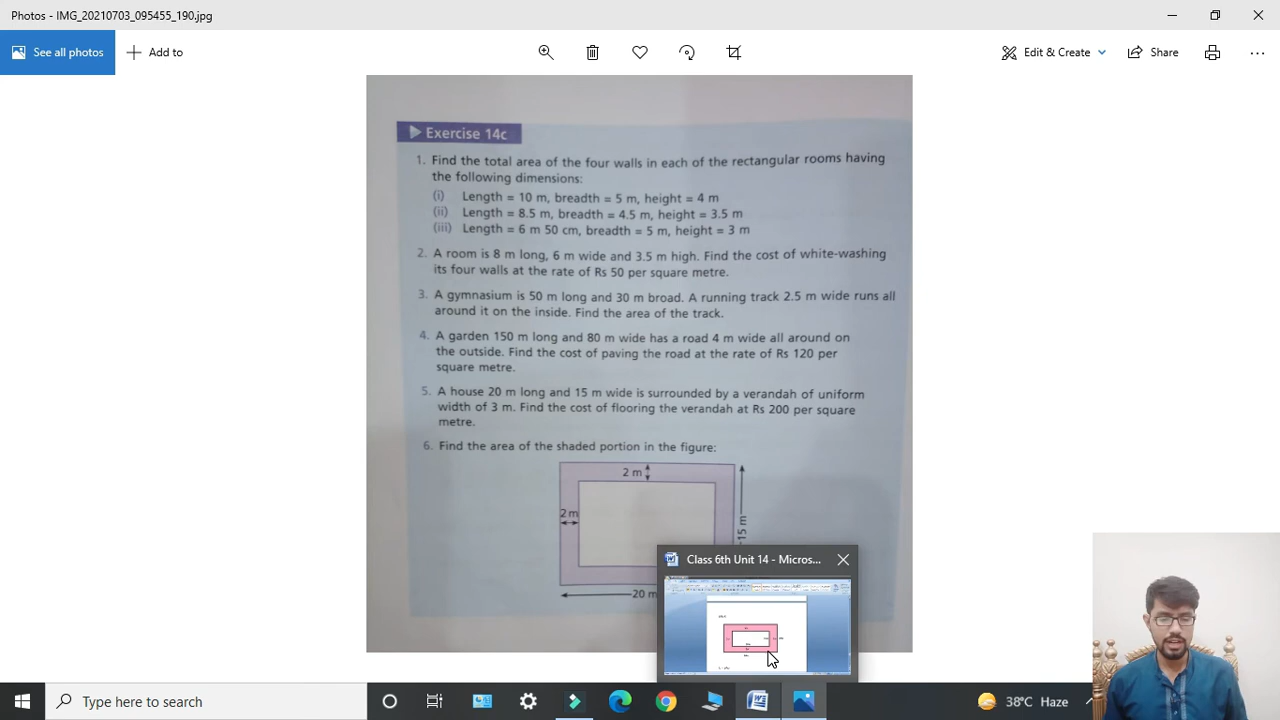 Photos - IMG_20210703_095455_190.jpg
See all photos
Add to
Edit & Create
Share
Exercise 14c
1. Find the total area of the four walls in each of the rectangular rooms having
the following dimensions:
(i) Length = 10 m, breadth = 5 m, height = 4 m
(ii) Length = 8.5 m, breadth = 4.5 m, height = 3.5 m
(iii) Length = 6 m 50 cm, breadth = 5 m, height = 3 m
2. A room is 8 m long, 6 m wide and 3.5 m high. Find the cost of white-washing
its four walls at the rate of Rs 50 per square metre.
3. A gymnasium is 50 m long and 30 m broad. A running track 2.5 m wide runs all
around it on the inside. Find the area of the track.
4. A garden 150 m long and 80 m wide has a road 4 m wide all around on
the outside. Find the cost of paving the road at the rate of Rs 120 per
square metre.
5. A house 20 m long and 15 m wide is surrounded by a verandah of uniform
width of 3 m. Find the cost of flooring the verandah at Rs 200 per square
metre.
6. Find the area of the shaded portion in the figure:
2 m
2 m
15 m
20 m
Class 6th Unit 14 - Micros...
Type here to search
38°C Haze